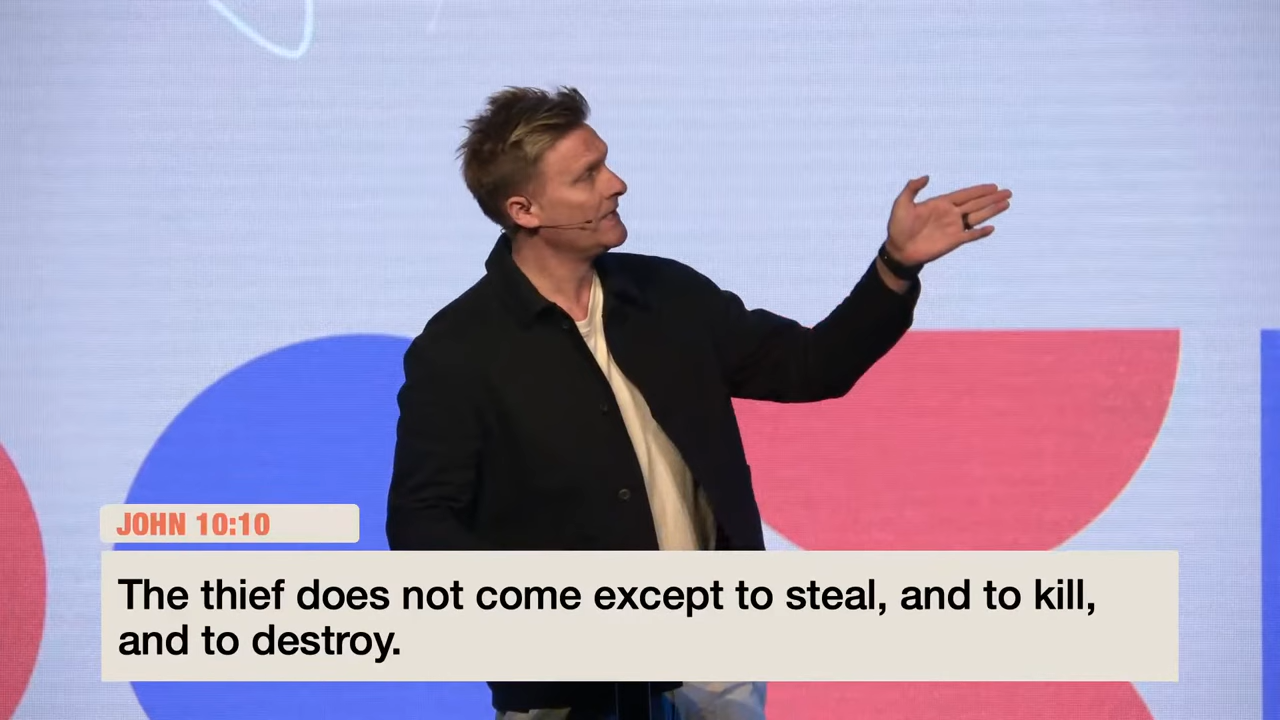 JOHN 10:10
The thief does not come except to steal, and to kill,
and to destroy.